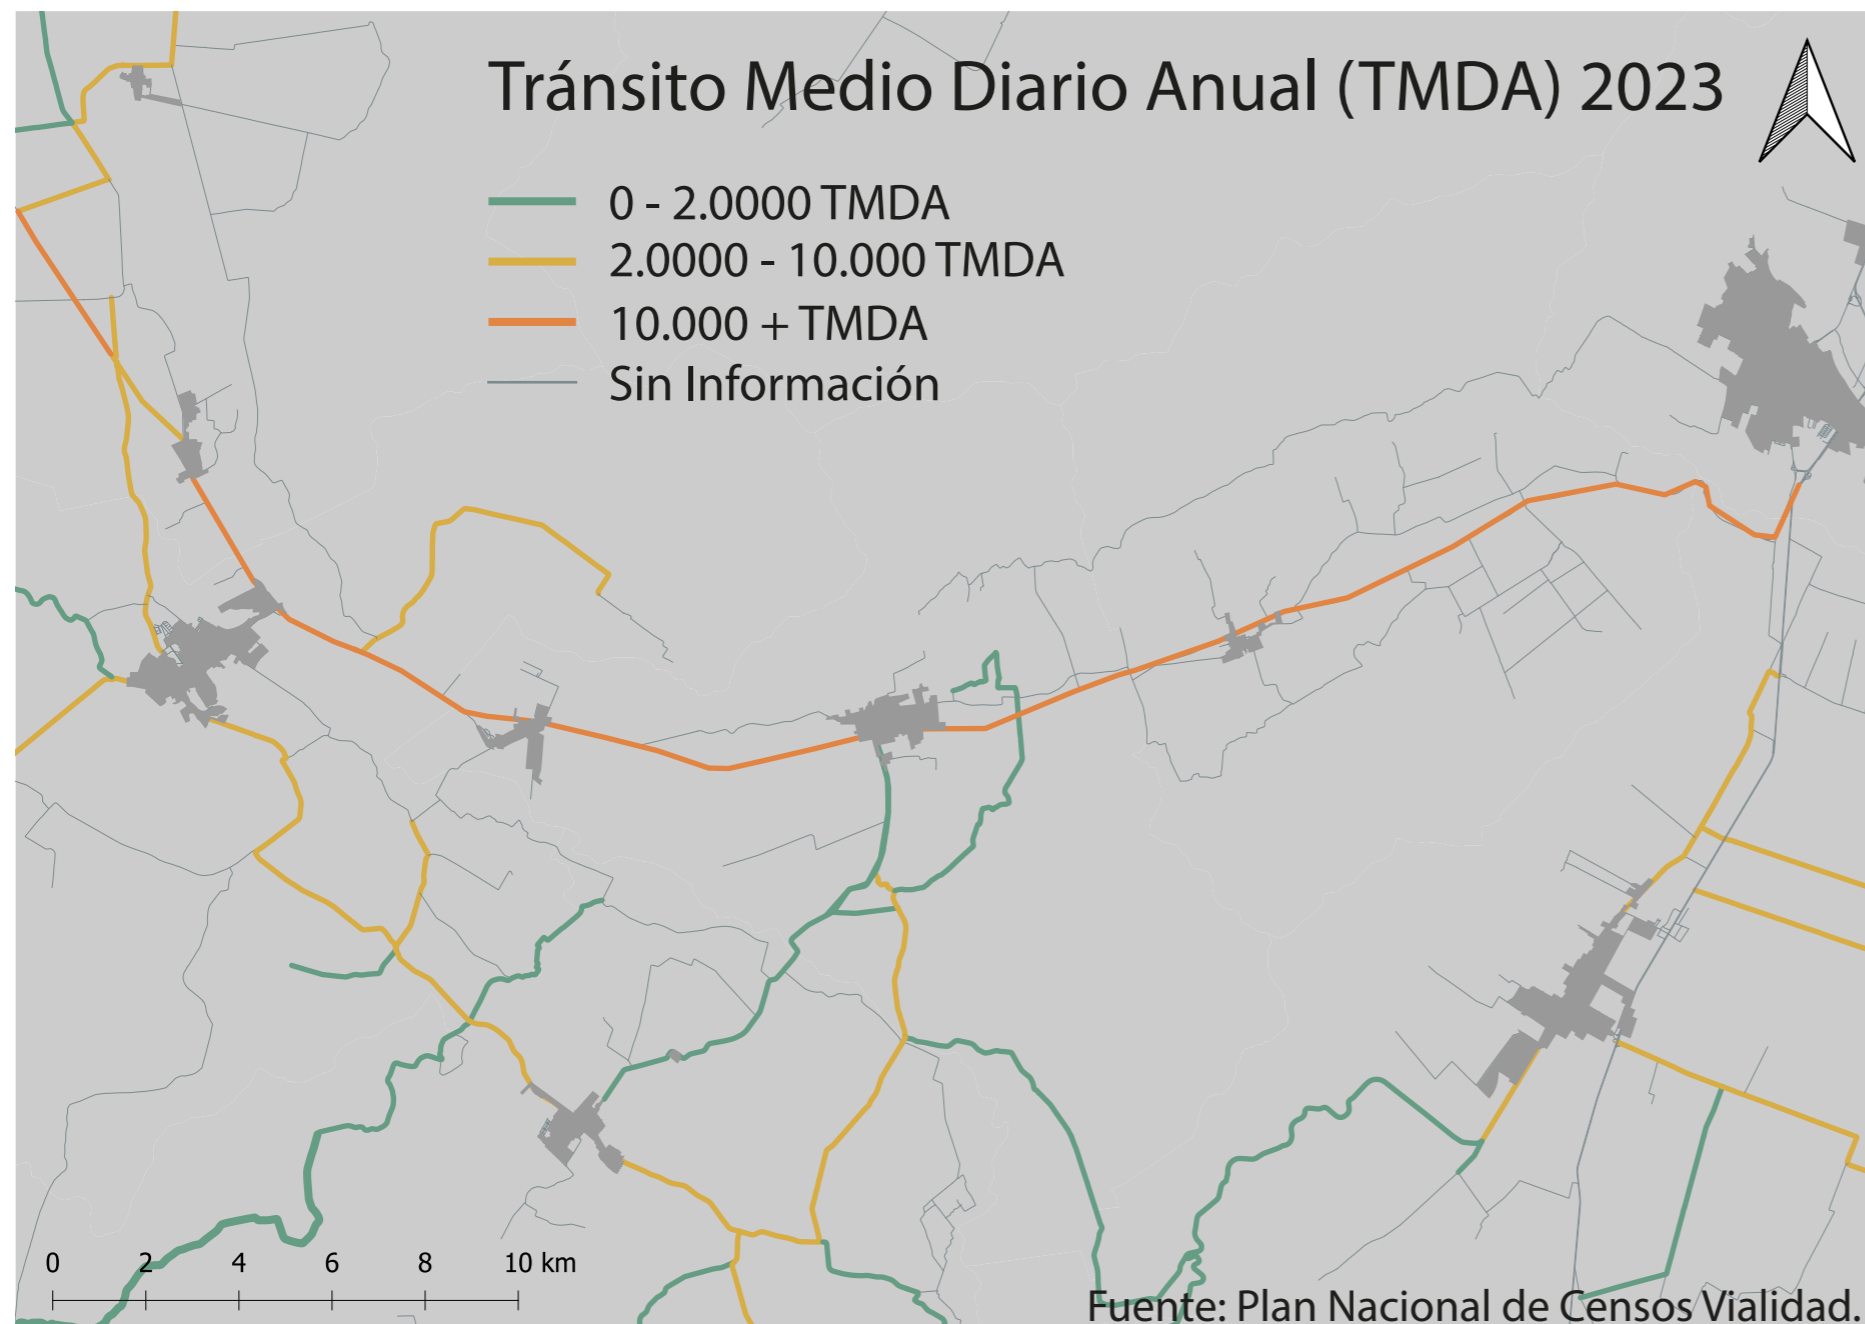 Tránsito Medio Diario Anual (TMDA) 2023
0 - 2.0000 TMDA
2.0000 - 10.000 TMDA
10.000 + TMDA
Sin Información
0 2 4 6 8 10 km
Fuente: Plan Nacional de Censos Vialidad.